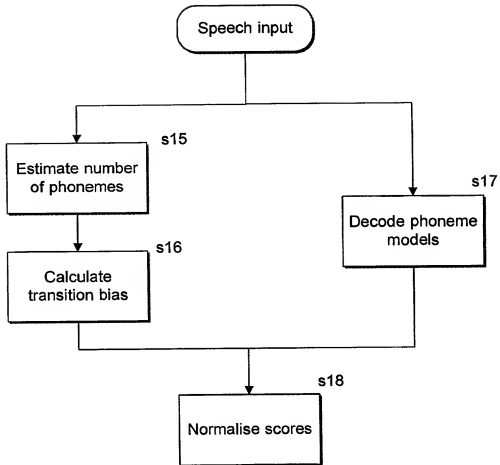 Speech input
s15
Estimate number
of phonemes
s16
Calculate
transition bias
s17
Decode phoneme
models
s18
Normalise scores